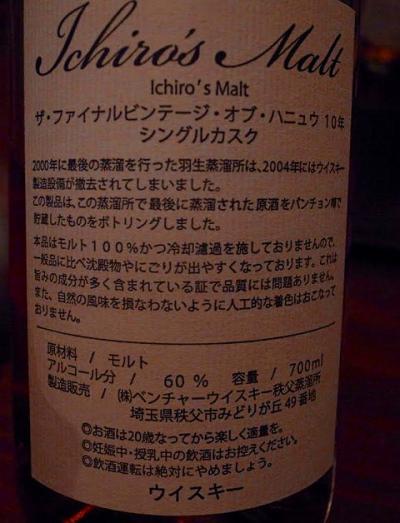 Ichiro's Malt
Ichiro's Malt
ザ・ファイナルビンテージ・オブ・ハニュウ 10年
シングルカスク
2000年に最後の蒸溜を行った羽生蒸溜所は、2004年にはウイスキー
製造設備が撤去されてしまいました。
この製品は、この蒸溜所で最後に蒸溜された原酒をパンチョン樽で
貯蔵したものをボトリングしました。
本品はモルト100%かつ冷却濾過を施しておりませんので、
一般品に比べ沈殿物やにごりが出やすくなっております。これは
旨みの成分が多く含まれている証で品質には問題ありません。
また、自然の風味を損なわないように人工的な着色はおこなって
おりません。
原材料 / モルト
アルコール分 / 60% 容量 / 700ml
製造販売 / (株)ベンチャーウイスキー秩父蒸溜所
埼玉県秩父市みどりが丘49番地
◎お酒は20歳なってから楽しく適量を。
◎妊娠中・授乳中の飲酒はお控えください。
◎飲酒運転は絶対にやめましょう。
ウイスキー